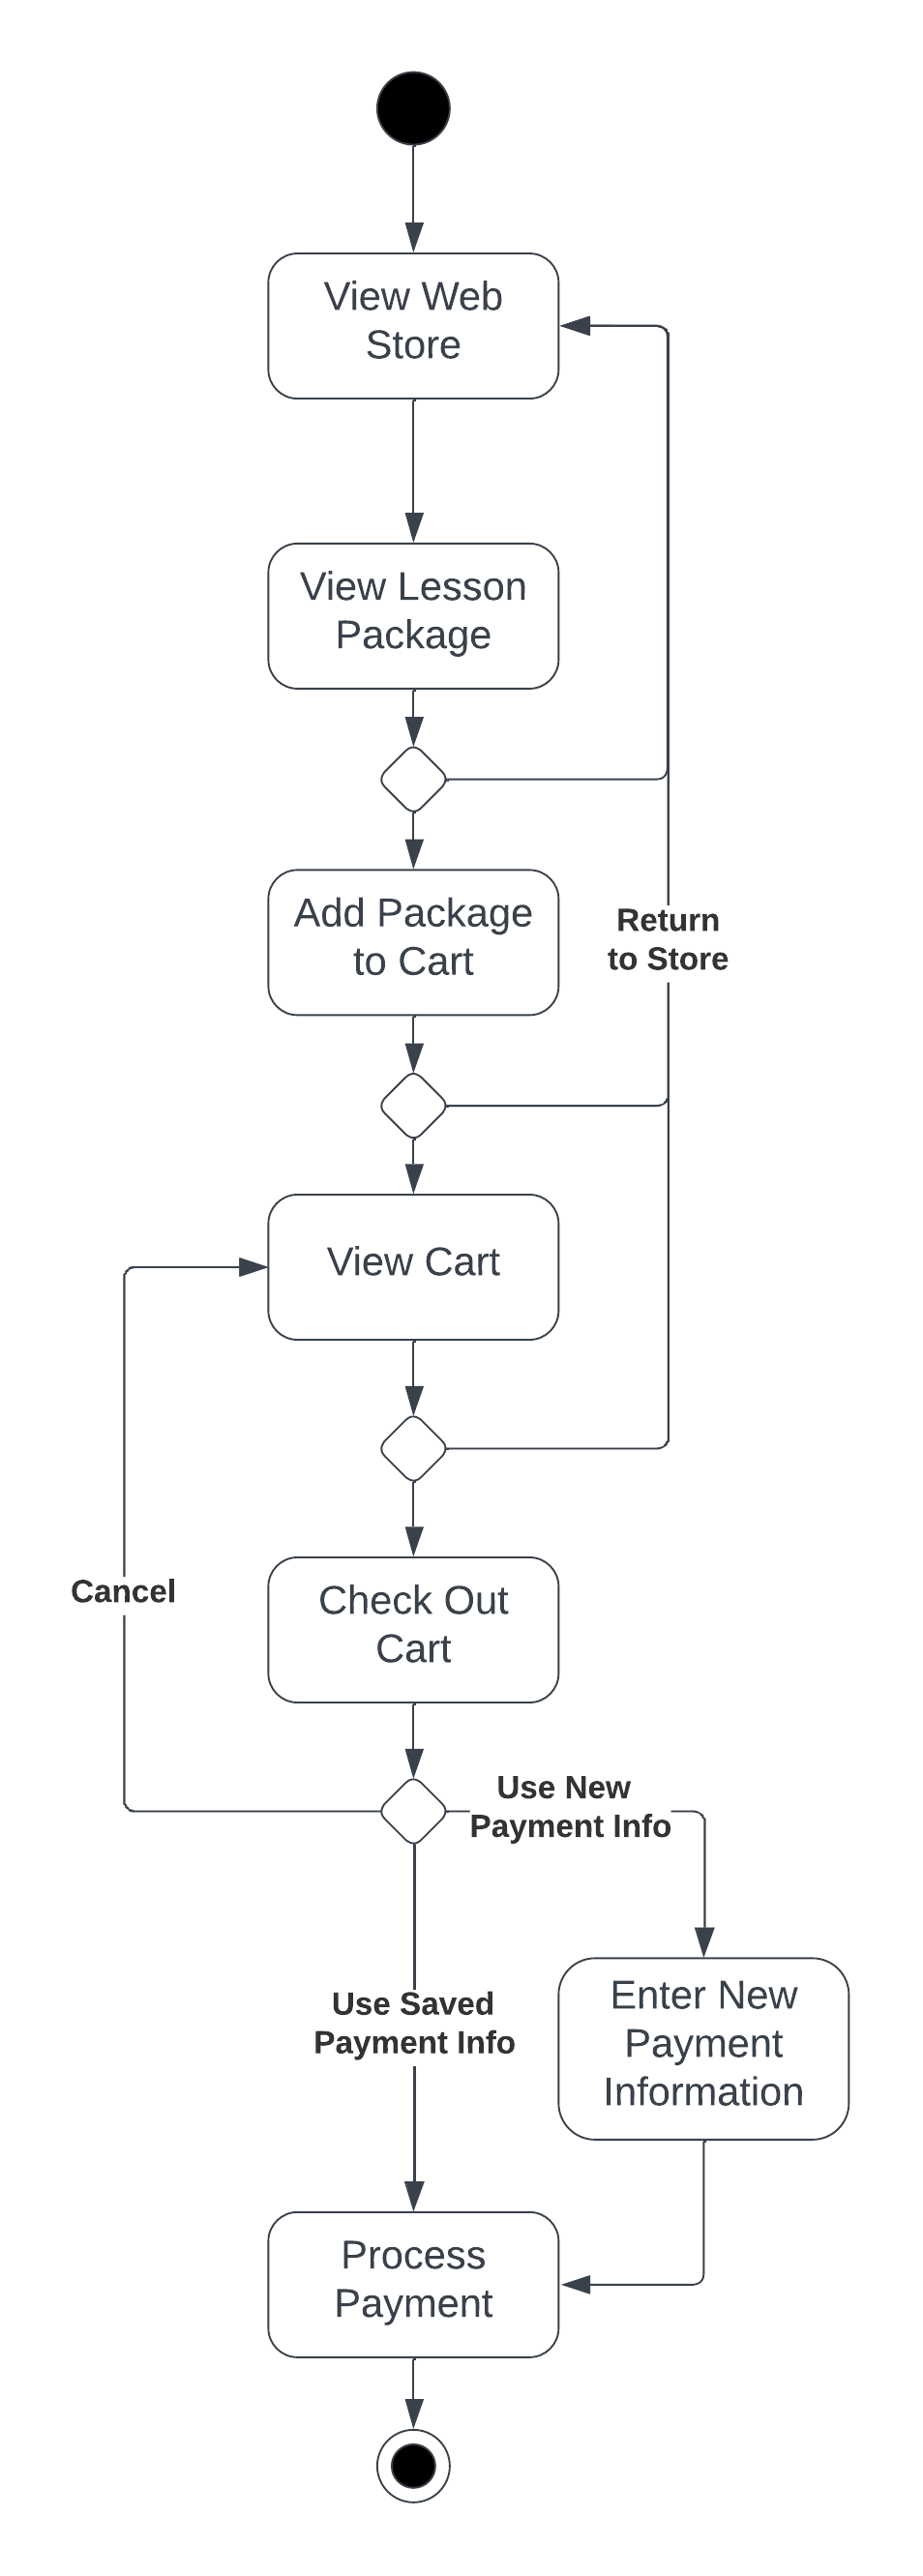 View Web
Store
View Lesson
Package
Add Package
to Cart
Return
to Store
View Cart
Cancel
Check Out
Cart
Use New
Payment Info
Use Saved
Payment Info
Enter New
Payment
Information
Process
Payment